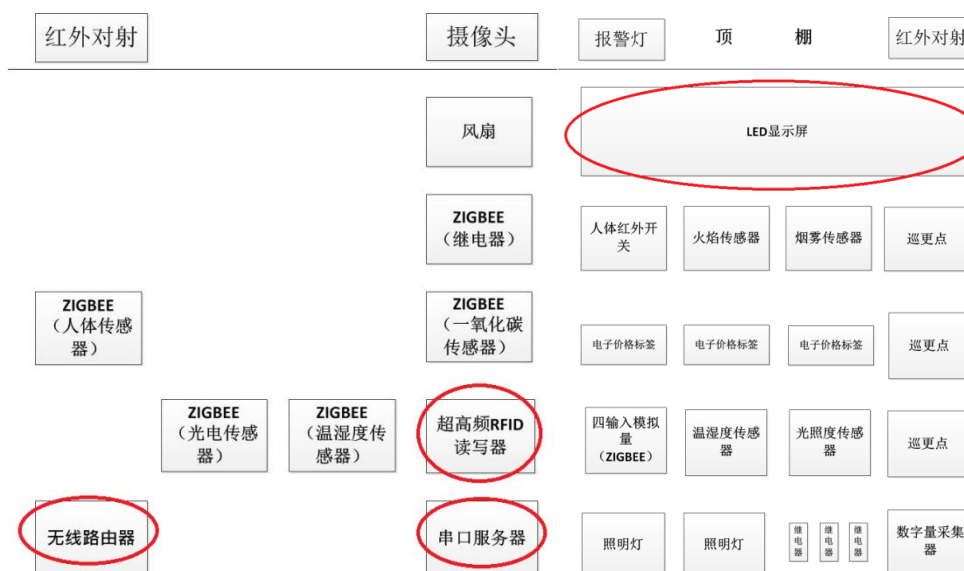 红外对射
摄像头
报警灯
顶 棚
红外对射
风扇
LED显示屏
ZIGBEE
（继电器）
人体红外开
关
火焰传感器
烟雾传感器
巡更点
ZIGBEE
（人体传感
器）
ZIGBEE
（一氧化碳
传感器）
电子价格标签
电子价格标签
电子价格标签
巡更点
ZIGBEE
（光电传感
器）
ZIGBEE
（温湿度传
感器）
超高频RFID
读写器
四输入模拟
量
（ZIGBEE）
温湿度传感
器
光照度传感
器
巡更点
无线路由器
串口服务器
照明灯
照明灯
继
电
器
继
电
器
继
电
器
数字量采集
器